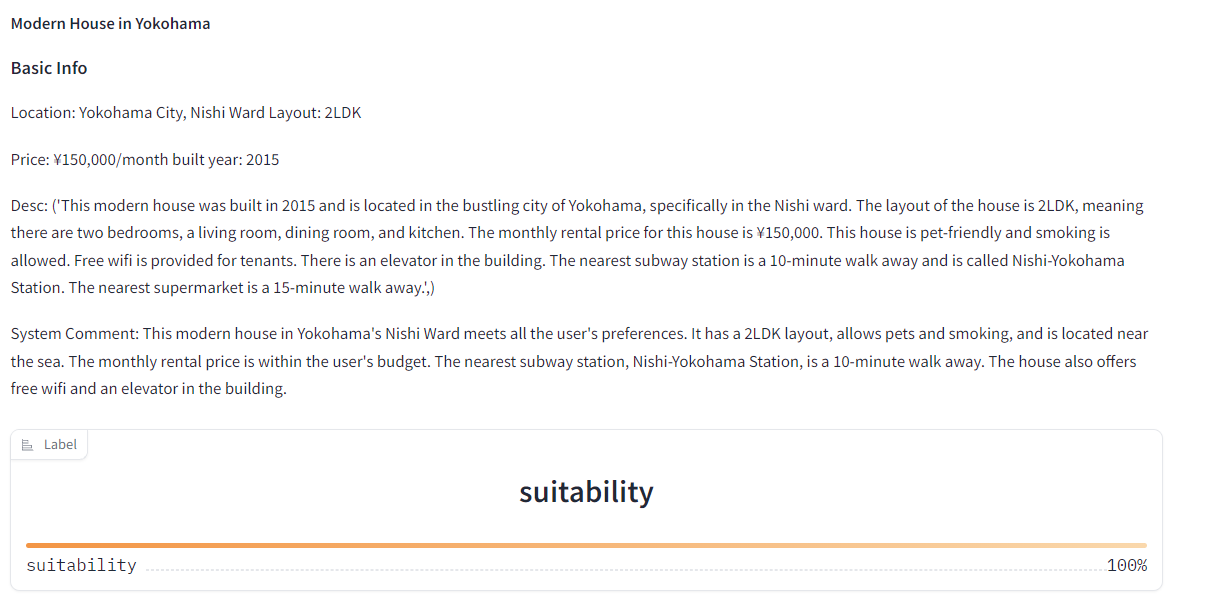 Modern House in Yokohama
Basic Info
Location: Yokohama City, Nishi Ward Layout: 2LDK
Price: ¥150,000/month built year: 2015
Desc: ('This modern house was built in 2015 and is located in the bustling city of Yokohama, specifically in the Nishi ward. The layout of the house is 2LDK, meaning
there are two bedrooms, a living room, dining room, and kitchen. The monthly rental price for this house is ¥150,000. This house is pet-friendly and smoking is
allowed. Free wifi is provided for tenants. There is an elevator in the building. The nearest subway station is a 10-minute walk away and is called Nishi-Yokohama
Station. The nearest supermarket is a 15-minute walk away.',)
System Comment: This modern house in Yokohama's Nishi Ward meets all the user's preferences. It has a 2LDK layout, allows pets and smoking, and is located near
the sea. The monthly rental price is within the user's budget. The nearest subway station, Nishi-Yokohama Station, is a 10-minute walk away. The house also offers
free wifi and an elevator in the building.
Label
suitability
suitability 100%